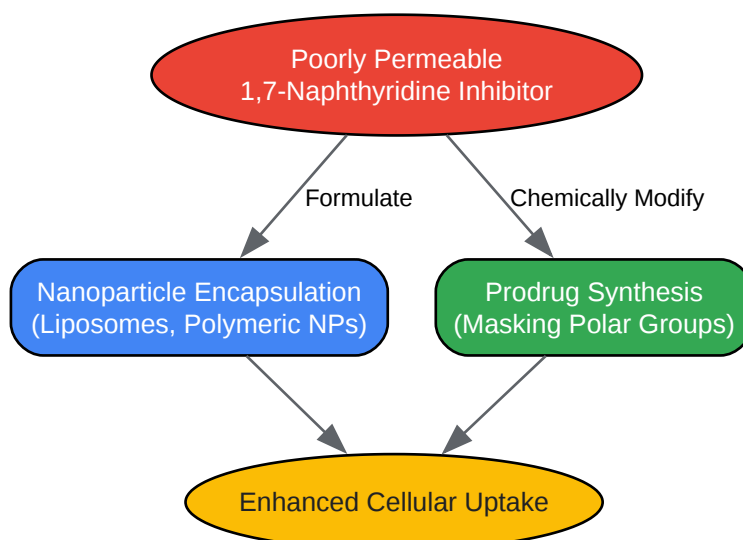 Poorly Permeable
1,7-Naphthyridine Inhibitor
Formulate
Chemically Modify
Nanoparticle Encapsulation
(Liposomes, Polymeric NPs)
Prodrug Synthesis
(Masking Polar Groups)
Enhanced Cellular Uptake